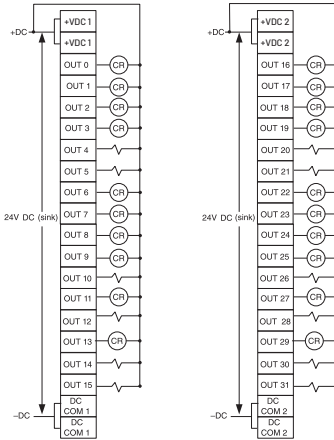 +VDC 1
+DC
+VDC 1
OUT 0 CR
OUT 1 CR
OUT 2 CR
OUT 3 CR
OUT 4
OUT 5
OUT 6 CR
24V DC (sink) OUT 7 CR
OUT 8 CR
OUT 9 CR
OUT 10
OUT 11 CR
OUT 12
OUT 13 CR
OUT 14
OUT 15
DC
COM 1
–DC
DC
COM 1
+VDC 2
+DC
+VDC 2
OUT 16 CR
OUT 17 CR
OUT 18 CR
OUT 19 CR
OUT 20
OUT 21
OUT 22 CR
24V DC (sink) OUT 23 CR
OUT 24 CR
OUT 25 CR
OUT 26
OUT 27 CR
OUT 28
OUT 29 CR
OUT 30
OUT 31
DC
COM 2
–DC
DC
COM 2